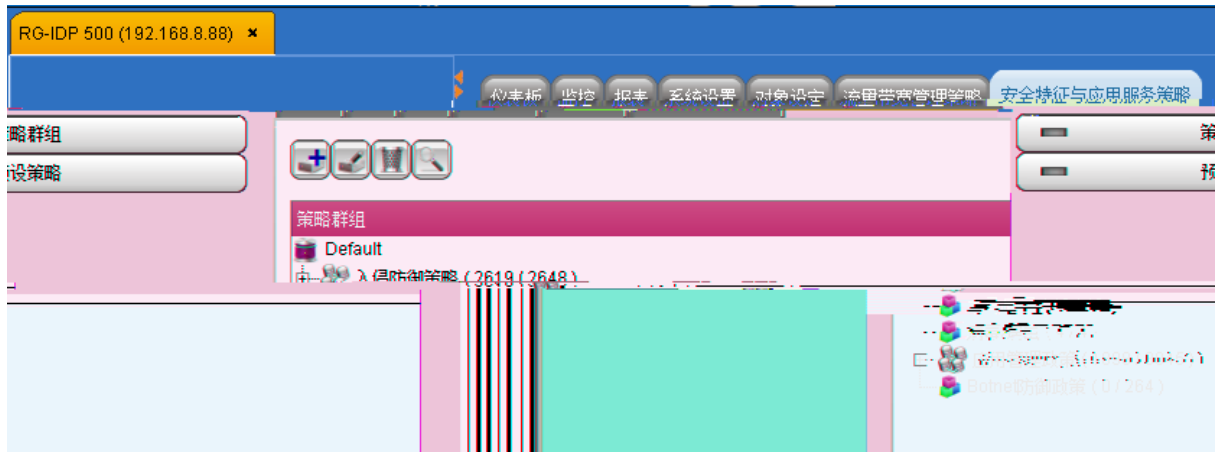 RG-IDP 500 (192.168.8.88) ×
仪表板 监控 报表 系统设置 对象设定 流量带宽管理策略 安全特征与应用服务策略
略群组
设策略
策
预
策略群组
Default
入侵防御策略 ( 2619 ( 2648 )
Botnet防御政策 ( 0 / 264 )